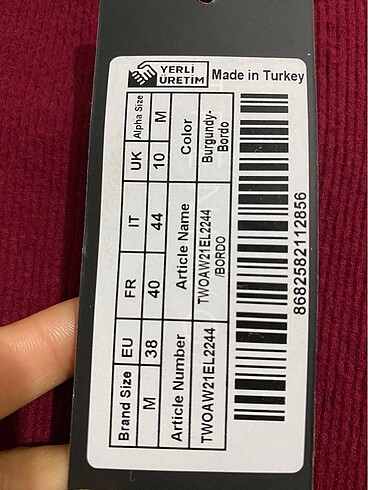 YERLİ
ÜRETİM
Made in Turkey
Brand Size EU FR IT UK Alpha Size
M 38 40 44 10 M
Article Number Article Name Color
TWOAW21EL2244 TWOAW21EL2244 Burgundy-
/BORDO Bordo
8682582112856